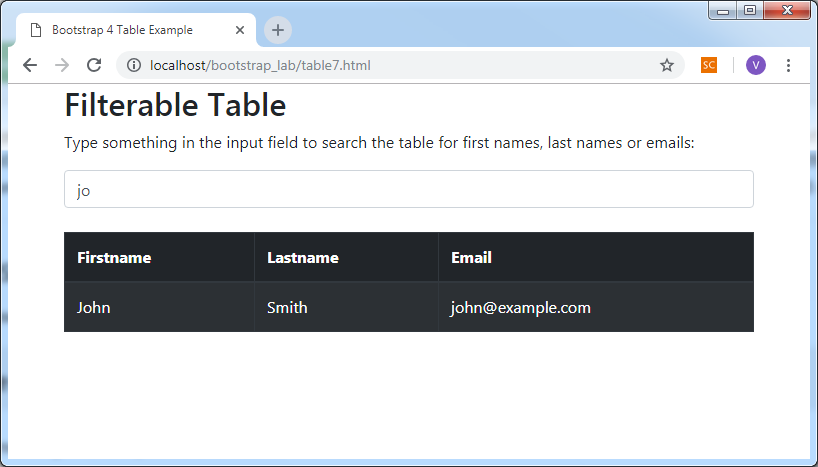 Bootstrap 4 Table Example
localhost/bootstrap_lab/table7.html
SC
V
Filterable Table
Type something in the input field to search the table for first names, last names or emails:
jo
Firstname Lastname Email
John Smith john@example.com